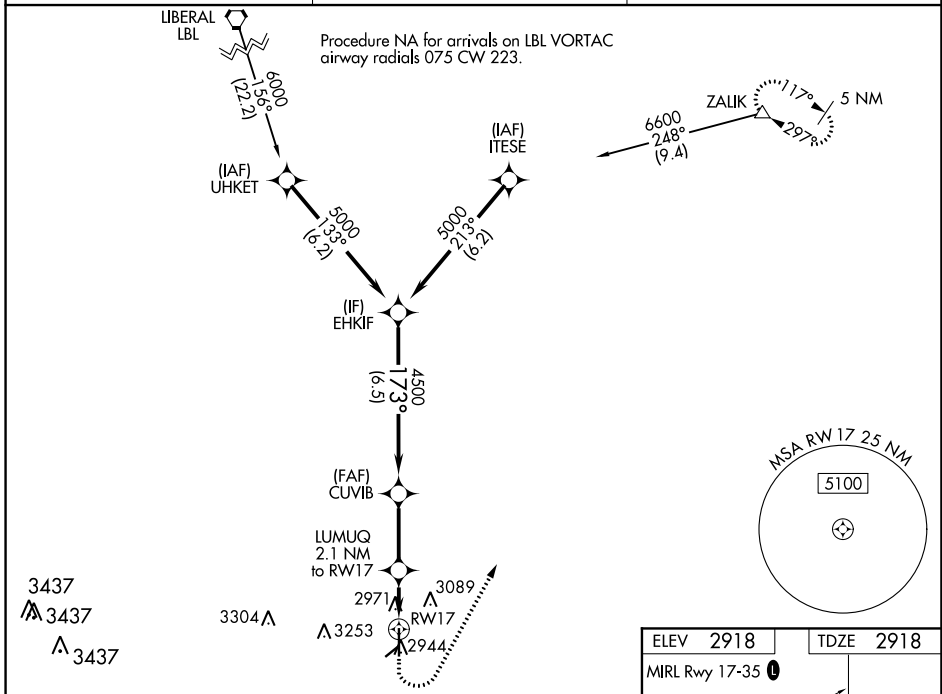 LIBERAL
LBL
Procedure NA for arrivals on LBL VORTAC
airway radials 075 CW 223.
6000
156°
(22.2)
ZALIK
117°
5 NM
297°
6600
248°
(9.4)
(IAF)
UHKET
(IAF)
ITESE
5000
133°
(6.2)
5000
213°
(6.2)
(IF)
EHKIF
4500
173°
(6.5)
MSA RW 17 25 NM
5100
(FAF)
CUVIB
LUMUQ
2.1 NM
to RW17
3437
3437
3437
3304
3253
2971
3089
RW17
2944
ELEV 2918
TDZE 2918
MIRL Rwy 17-35 L